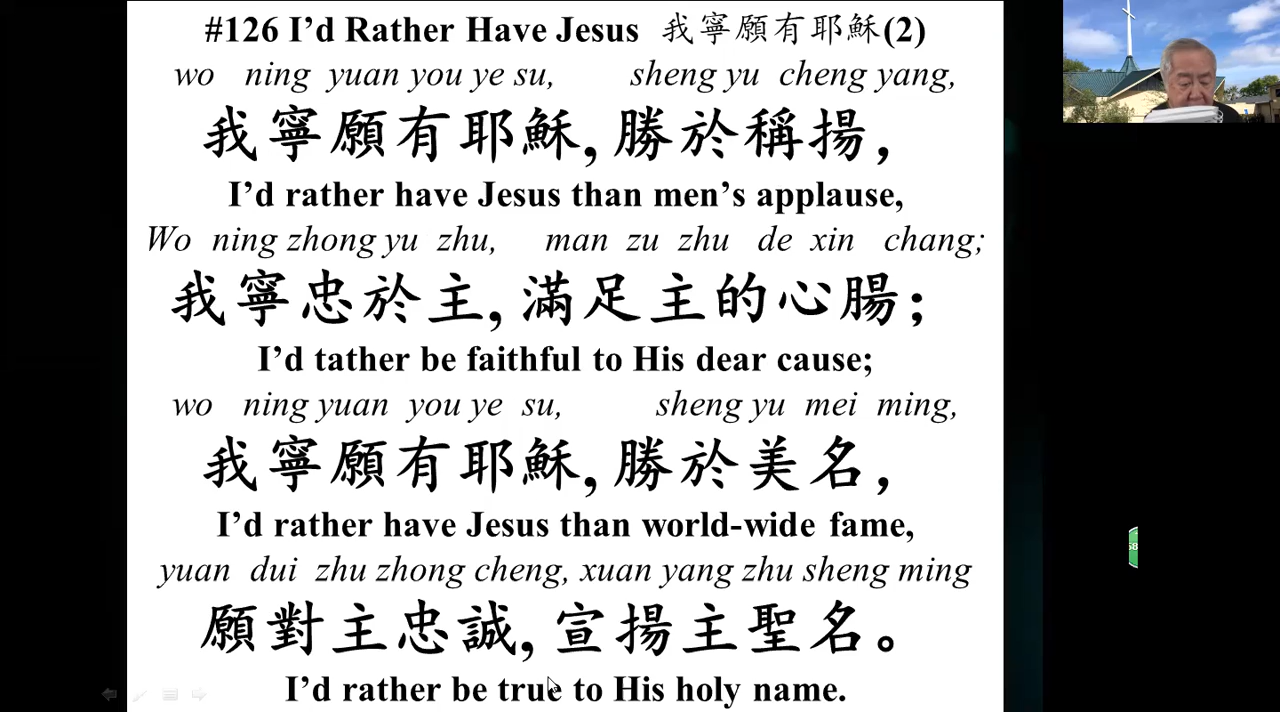 #126 I’d Rather Have Jesus 我寧願有耶穌(2)
wo ning yuan you ye su, sheng yu cheng yang,
我寧願有耶穌, 勝於稱揚,
I’d rather have Jesus than men’s applause,
Wo ning zhong yu zhu, man zu zhu de xin chang;
我寧忠於主, 滿足主的心腸;
I’d tather be faithful to His dear cause;
wo ning yuan you ye su, sheng yu mei ming,
我寧願有耶穌, 勝於美名,
I’d rather have Jesus than world-wide fame,
yuan dui zhu zhong cheng, xuan yang zhu sheng ming
願對主忠誠, 宣揚主聖名。
I’d rather be true to His holy name.